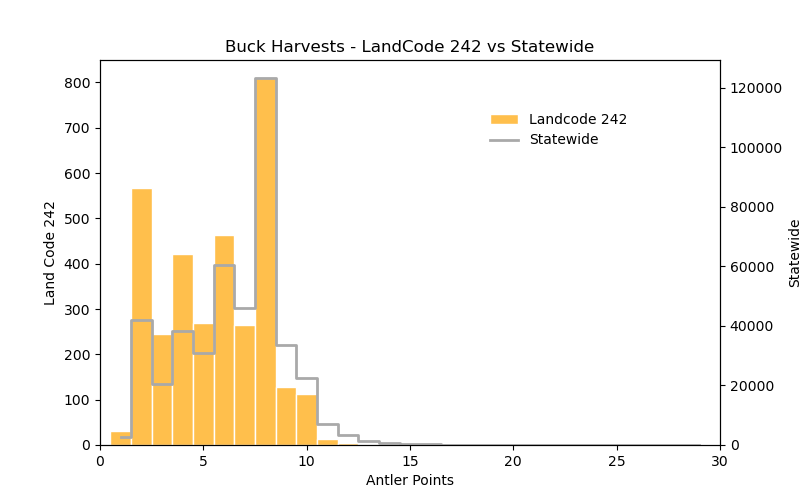 Buck Harvests - LandCode 242 vs Statewide
Landcode 242
Statewide
Land Code 242
800
700
600
500
400
300
200
100
0
120000
100000
80000
60000
40000
20000
0
Statewide
0 5 10 15 20 25 30
Antler Points